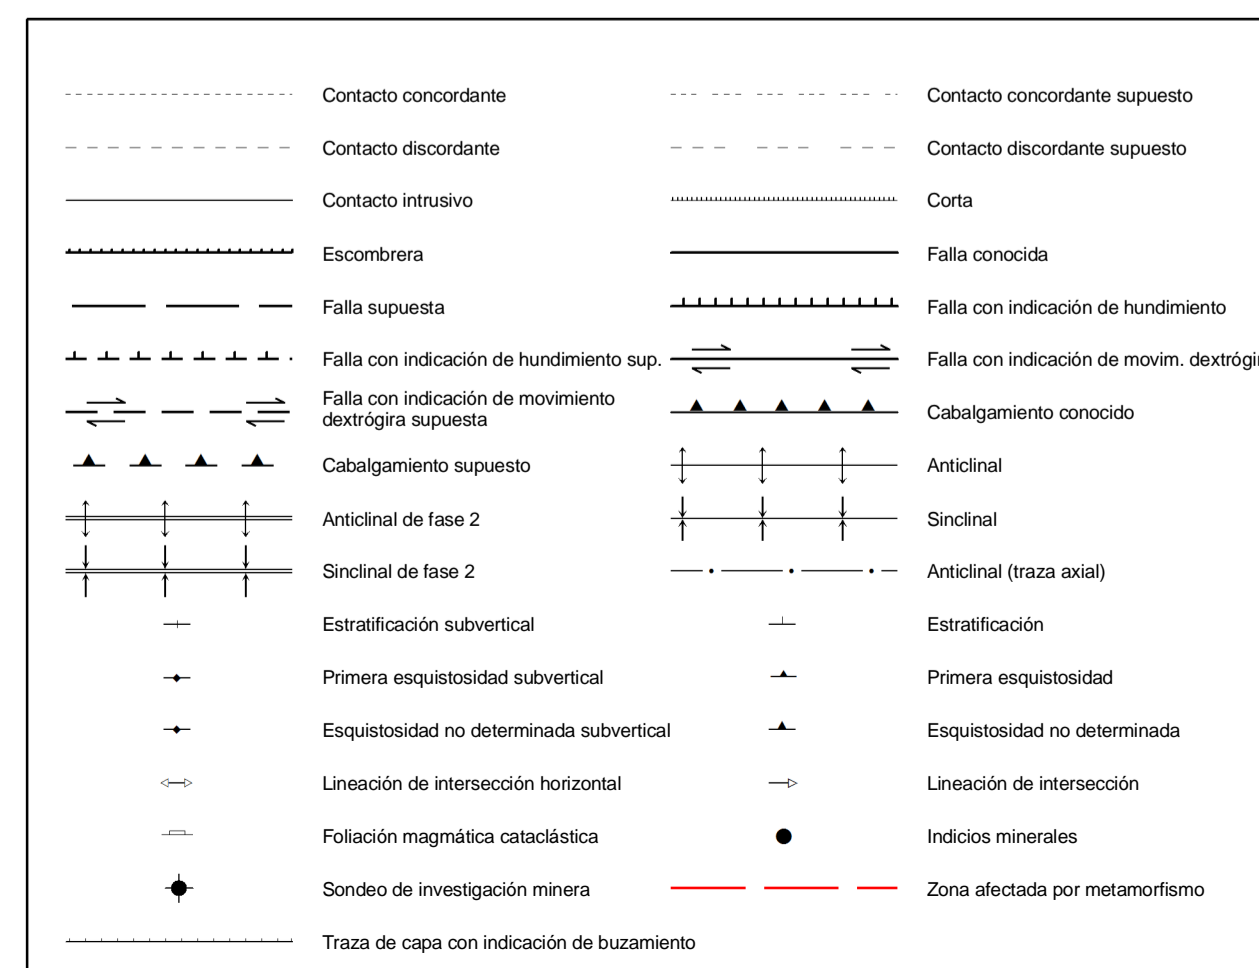 Contacto concordante
Contacto concordante supuesto
Contacto discordante
Contacto discordante supuesto
Contacto intrusivo
Corta
Escombrera
Falla conocida
Falla supuesta
Falla con indicación de hundimiento
Falla con indicación de hundimiento sup.
Falla con indicación de movim. dextrógir
Falla con indicación de movimiento
dextrógira supuesta
Cabalgamiento conocido
Cabalgamiento supuesto
Anticlinal
Anticlinal de fase 2
Sinclinal
Sinclinal de fase 2
Anticlinal (traza axial)
Estratificación subvertical
Estratificación
Primera esquistosidad subvertical
Primera esquistosidad
Esquistosidad no determinada subvertical
Esquistosidad no determinada
Lineación de intersección horizontal
Lineación de intersección
Foliación magmática cataclástica
Indicios minerales
Sondeo de investigación minera
Zona afectada por metamorfismo
Traza de capa con indicación de buzamiento